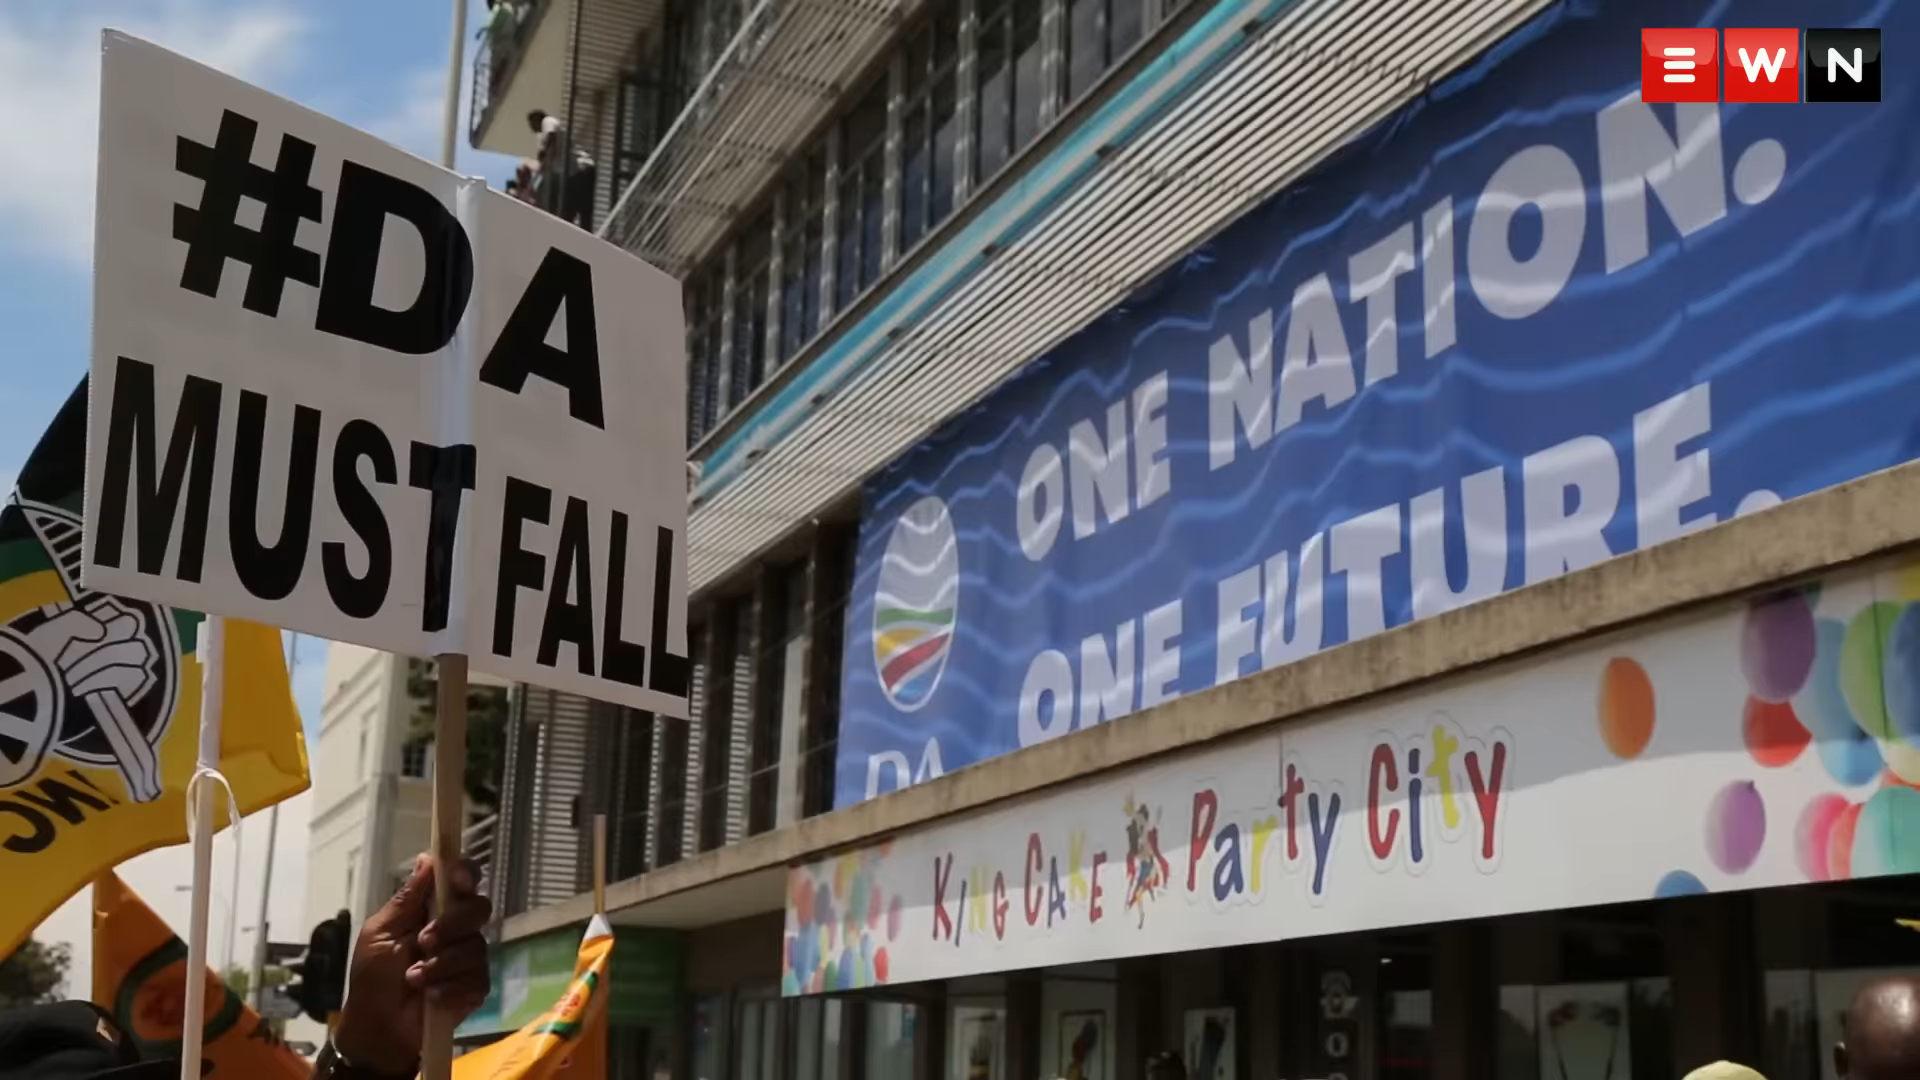 EWN
#DA
MUST FALL
ONE NATION.
ONE FUTURE.
DA
KING CAKE PARTY CITY